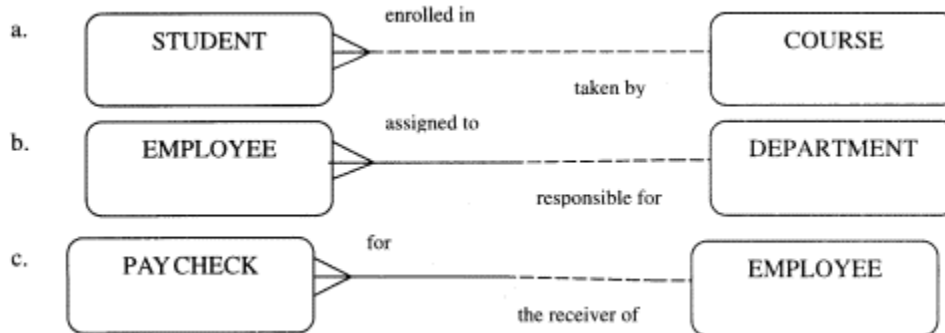 enrolled in
a. STUDENT COURSE
taken by
assigned to
b. EMPLOYEE DEPARTMENT
responsible for
for
c. PAYCHECK EMPLOYEE
the receiver of